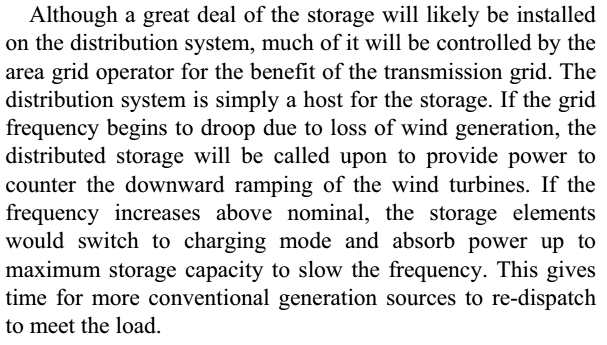 Although a great deal of the storage will likely be installed
on the distribution system, much of it will be controlled by the
area grid operator for the benefit of the transmission grid. The
distribution system is simply a host for the storage. If the grid
frequency begins to droop due to loss of wind generation, the
distributed storage will be called upon to provide power to
counter the downward ramping of the wind turbines. If the
frequency increases above nominal, the storage elements
would switch to charging mode and absorb power up to
maximum storage capacity to slow the frequency. This gives
time for more conventional generation sources to re-dispatch
to meet the load.